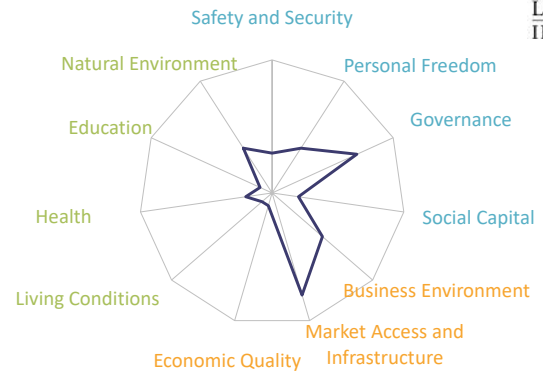 Safety and Security
Natural Environment
Personal Freedom
Governance
Education
Health
Social Capital
Living Conditions
Business Environment
Market Access and
Infrastructure
Economic Quality